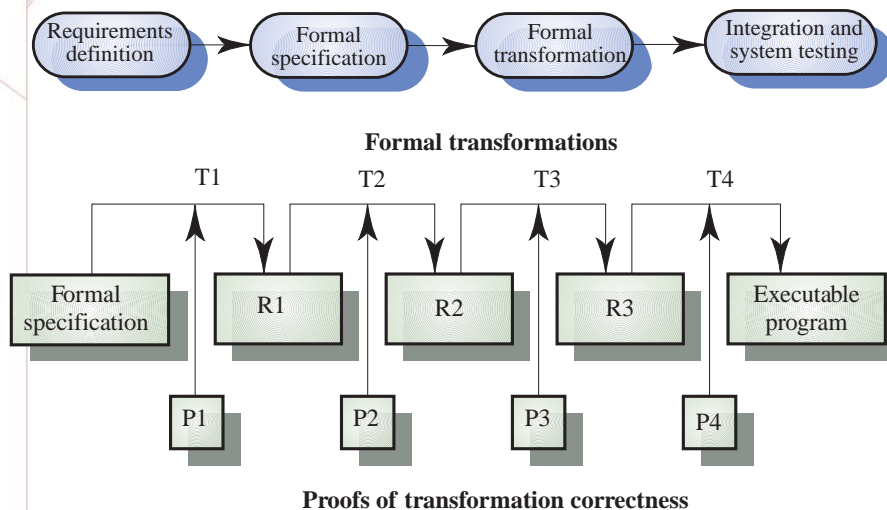 Requirements
definition
Formal
specification
Formal
transformation
Integration and
system testing
Formal transformations
T1
T2
T3
T4
Formal
specification
R1
R2
R3
Executable
program
P1
P2
P3
P4
Proofs of transformation correctness